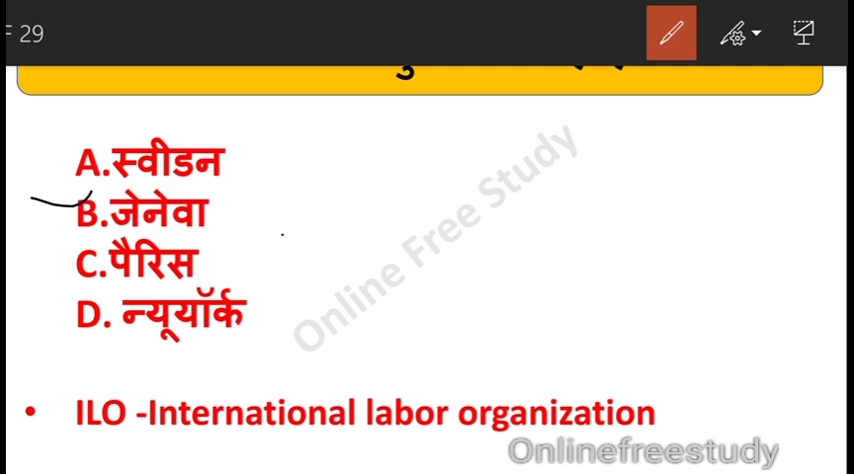 F 29
A.स्वीडन
B.जेनेवा
C.पैरिस
D. न्यूयॉर्क
Online Free Study
• ILO -International labor organization
Onlinefreestudy